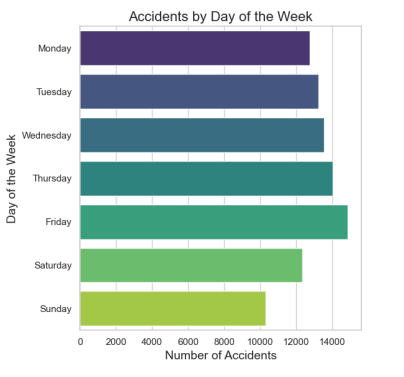 Accidents by Day of the Week
Monday
Tuesday
Wednesday
Thursday
Friday
Saturday
Sunday
Day of the Week
0 2000 4000 6000 8000 10000 12000 14000
Number of Accidents